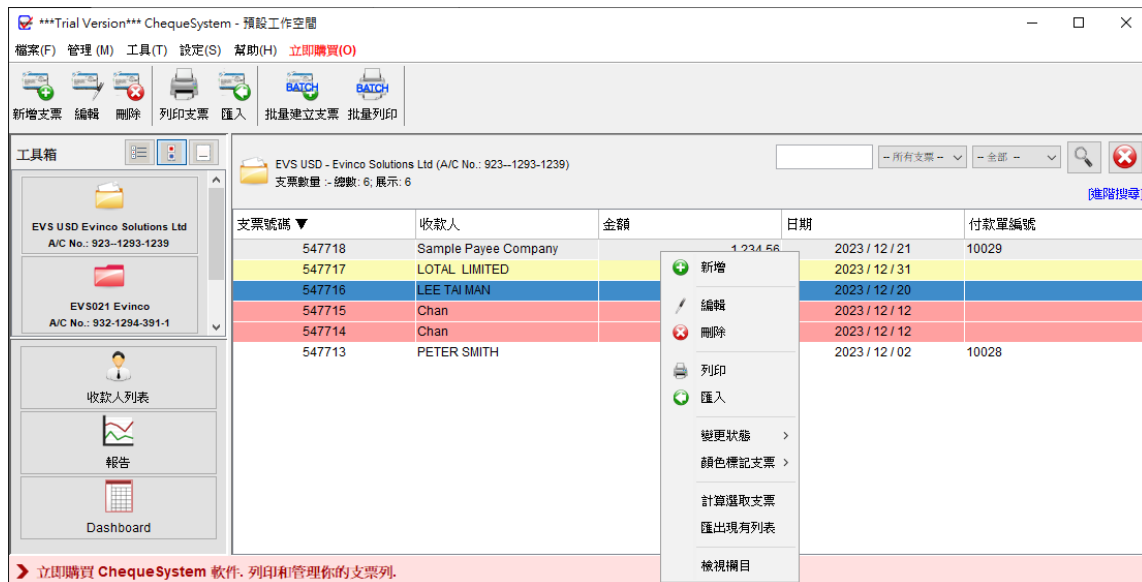 ***Trial Version*** ChequeSystem - 預設工作空間
檔案(F) 管理 (M) 工具(T) 設定(S) 幫助(H) 立即購買(O)
BATCH BATCH
新增支票 編輯 刪除 列印支票 匯入 批量建立支票 批量列印
工具箱
EVS USD Evinco Solutions Ltd
A/C No.: 923--1293-1239
EVS021 Evinco
A/C No.: 932-1294-391-1
收款人列表
報告
Dashboard
EVS USD - Evinco Solutions Ltd (A/C No.: 923--1293-1239)
支票數量 :- 總數: 6; 展示: 6
-- 所有支票 -- -- 全部 --
[進階搜尋]
支票號碼 ▼ 收款人 金額 日期 付款單編號
547718 Sample Payee Company 1,234.56 2023 / 12 / 21 10029
547717 LOTAL LIMITED 2023 / 12 / 31
547716 LEE TAI MAN 2023 / 12 / 20
547715 Chan 2023 / 12 / 12
547714 Chan 2023 / 12 / 12
547713 PETER SMITH 2023 / 12 / 02 10028
新增
編輯
刪除
列印
匯入
變更狀態
顏色標記支票
計算選取支票
匯出現有列表
檢視欄目
立即購買 ChequeSystem 軟件. 列印和管理你的支票列.